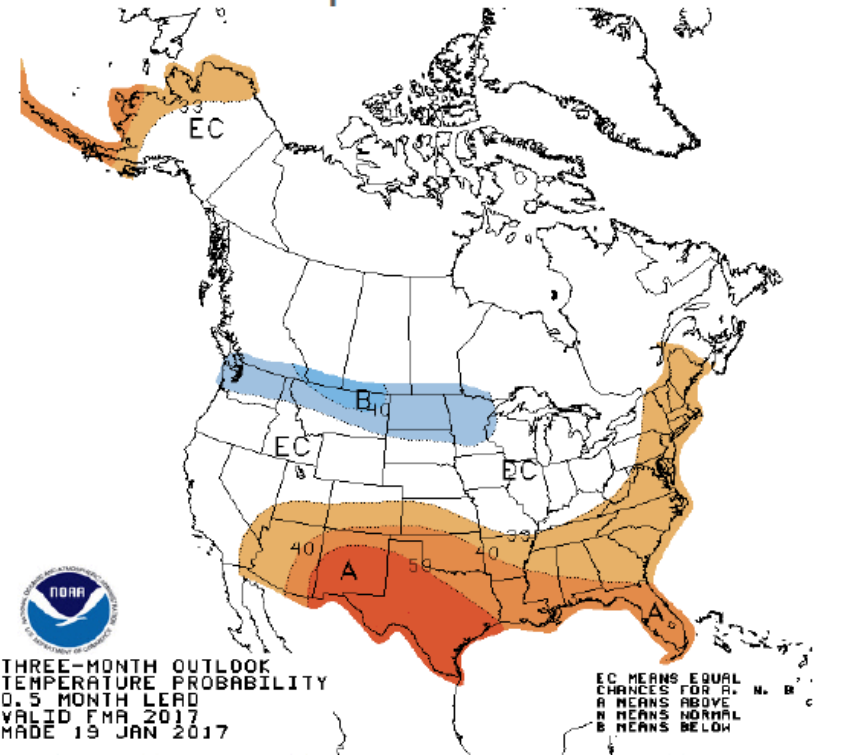 33
EC
B
40
EC
EC
33
40
50
40
A
A
NOAA
THREE-MONTH OUTLOOK
TEMPERATURE PROBABILITY
0.5 MONTH LEAD
VALID FMA 2017
MADE 19 JAN 2017
EC MEANS EQUAL
CHANCES FOR A. N. B
A MEANS ABOVE
N MEANS NORMAL
B MEANS BELOW